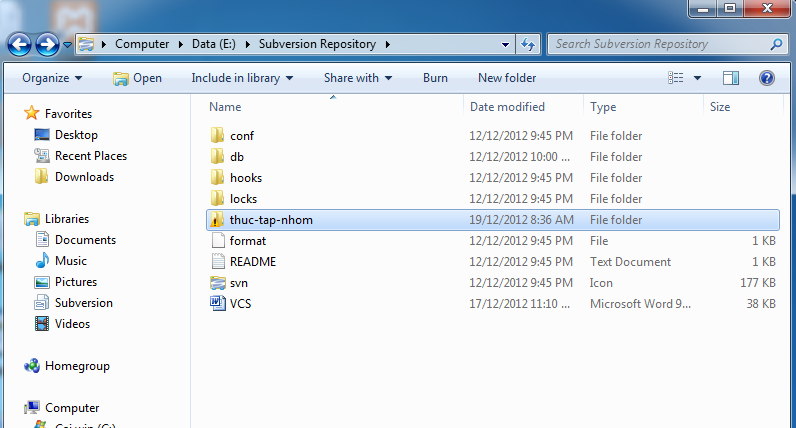 Computer Data (E:) Subversion Repository
Search Subversion Repository
Organize Open Include in library Share with Burn New folder
Name Date modified Type Size
Favorites
Desktop
Recent Places
Downloads
Libraries
Documents
Music
Pictures
Subversion
Videos
Homegroup
Computer
conf 12/12/2012 9:45 PM File folder
db 12/12/2012 10:00 ... File folder
hooks 12/12/2012 9:45 PM File folder
locks 12/12/2012 9:45 PM File folder
thuc-tap-nhom 19/12/2012 8:36 AM File folder
format 12/12/2012 9:45 PM File 1 KB
README 12/12/2012 9:45 PM Text Document 1 KB
svn 12/12/2012 9:45 PM Icon 177 KB
VCS 17/12/2012 11:10 ... Microsoft Word 9... 38 KB